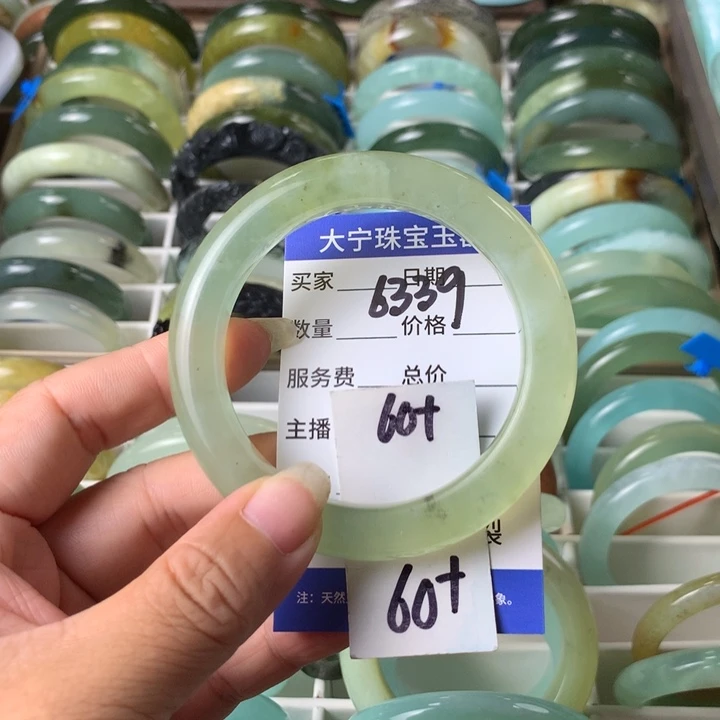 大宁珠宝玉
买家 日期
6339
数量 价格
服务费 总价
60+
主播
裂
60+
注：天然 象。